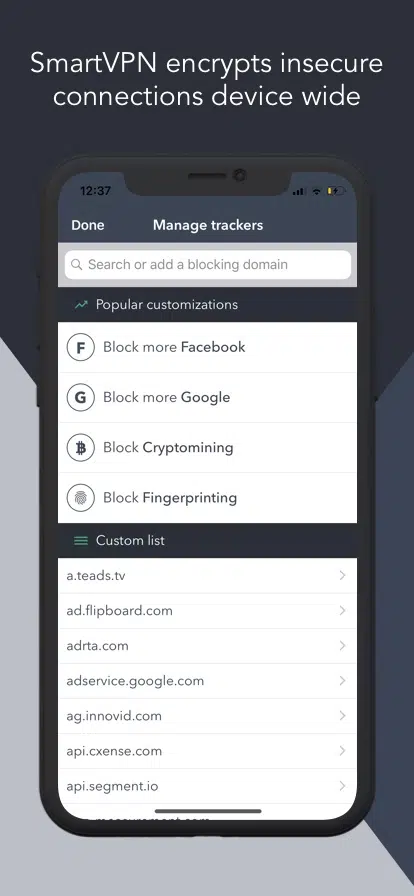 SmartVPN encrypts insecure
connections device wide
12:37
Done Manage trackers
Search or add a blocking domain
Popular customizations
F Block more Facebook
G Block more Google
Block Cryptomining
Block Fingerprinting
Custom list
a.teads.tv
ad.flipboard.com
adrta.com
adservice.google.com
ag.innovid.com
api.cxense.com
api.segment.io